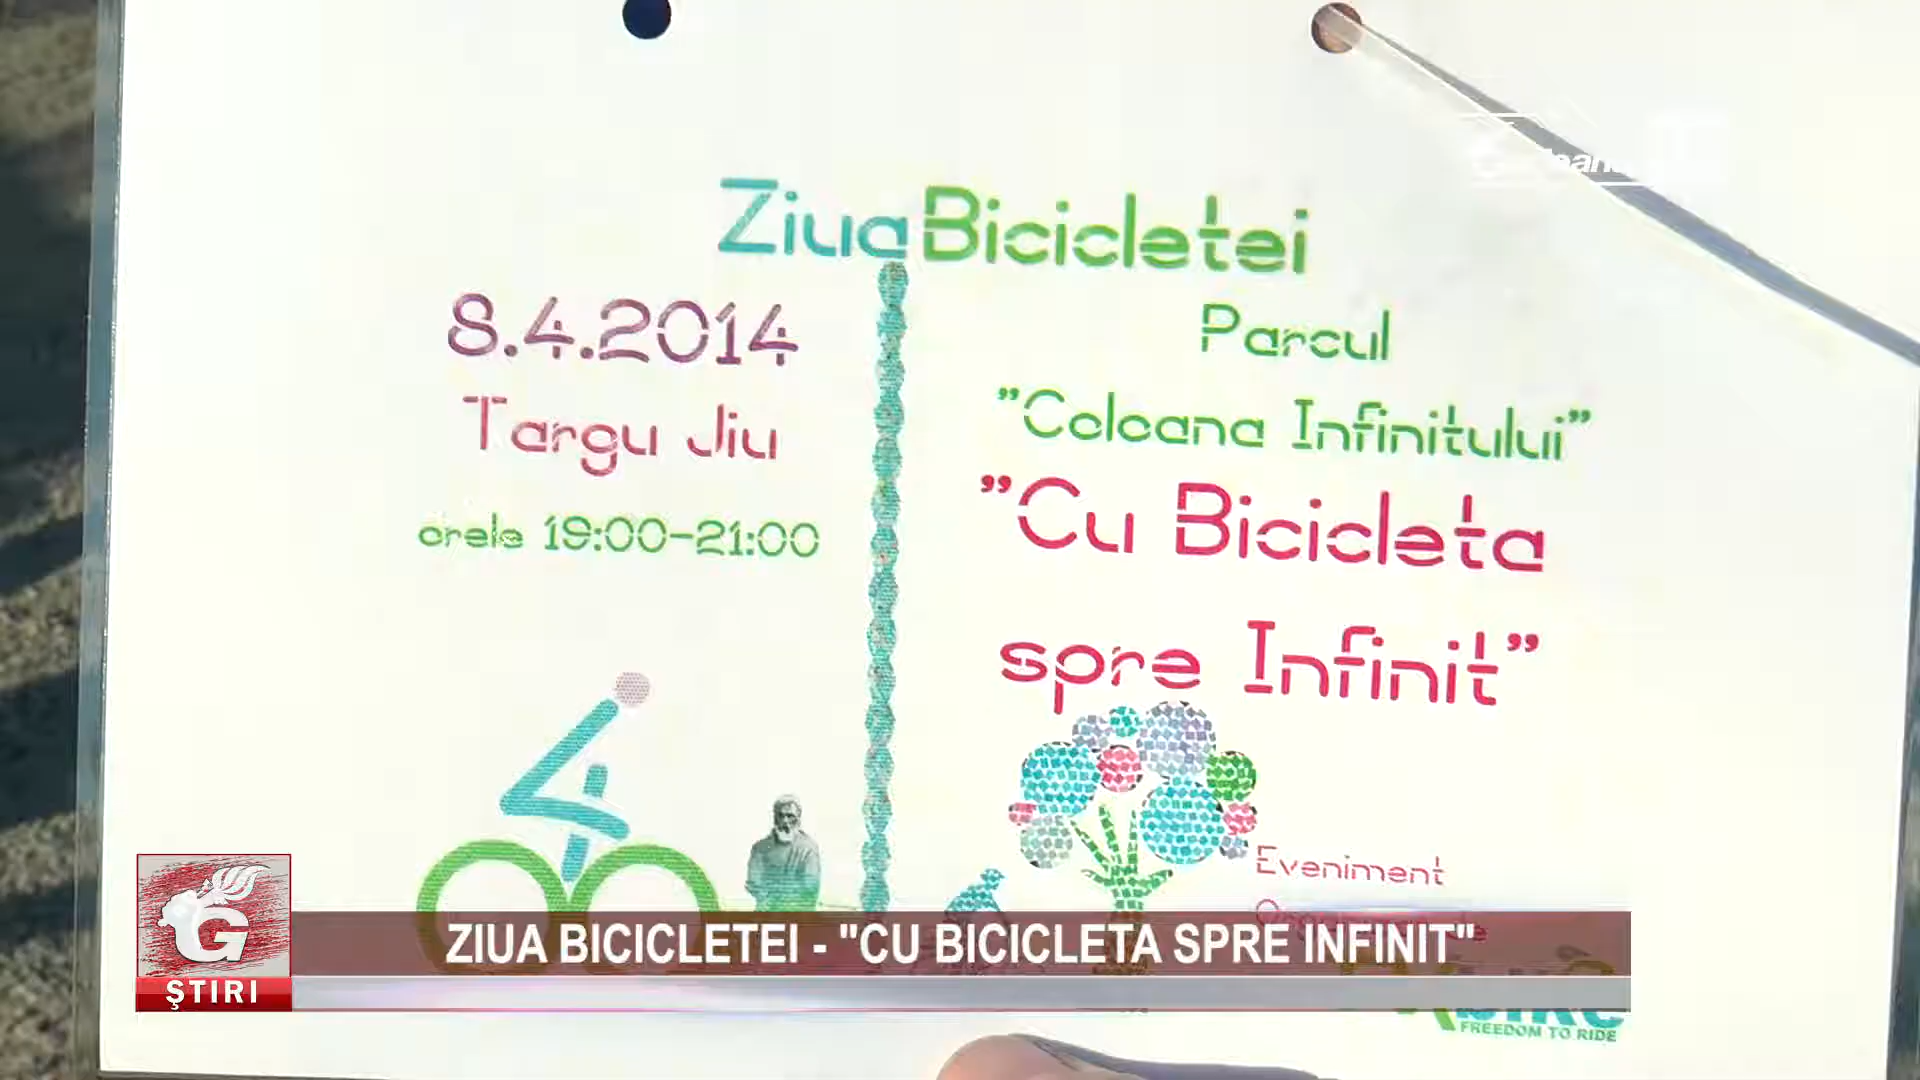 Ziua Bicicletei
8.4.2014
Targu Jiu
orele 19:00-21:00
Parcul
"Coloana Infinitului"
"Cu Bicicleta
spre Infinit"
Eveniment
FREEDOM TO RIDE
G
ŞTIRI
ZIUA BICICLETEI - "CU BICICLETA SPRE INFINIT"